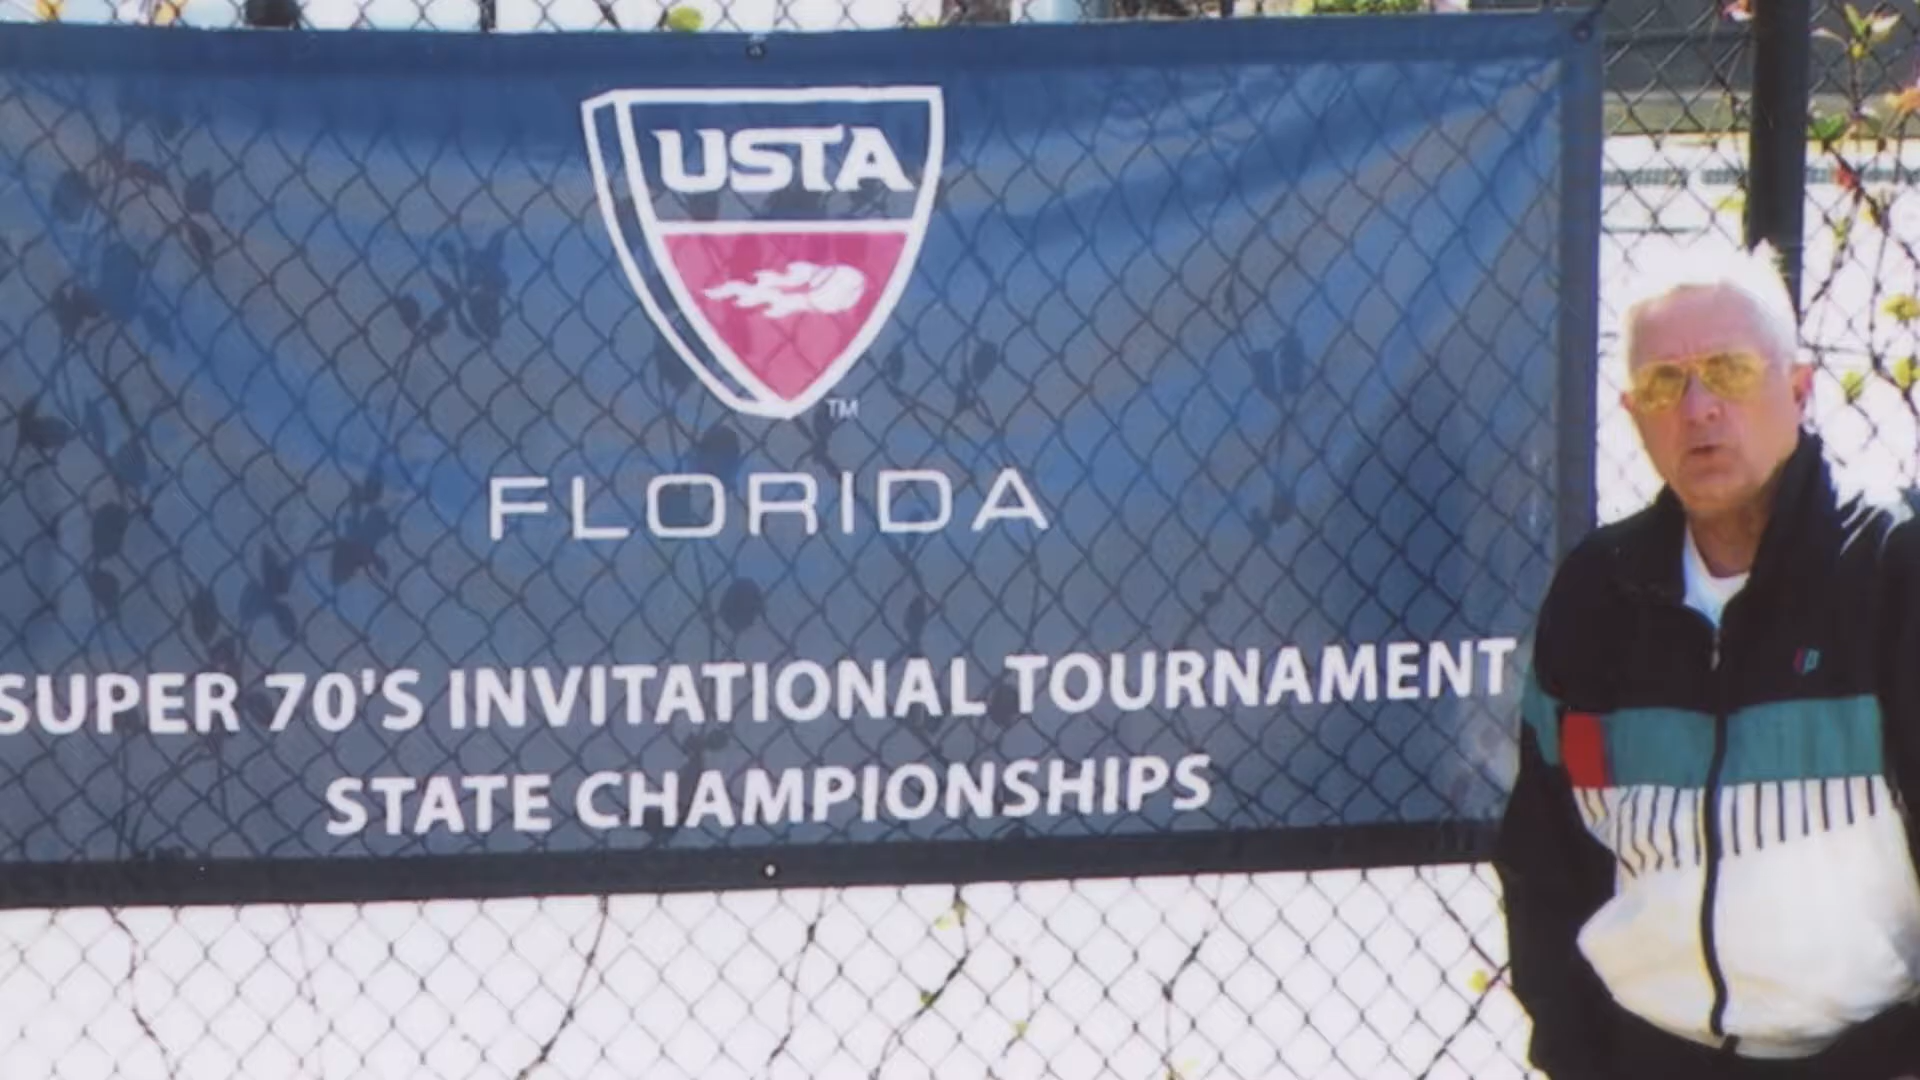 USTA
TM
FLORIDA
SUPER 70'S INVITATIONAL TOURNAMENT
STATE CHAMPIONSHIPS